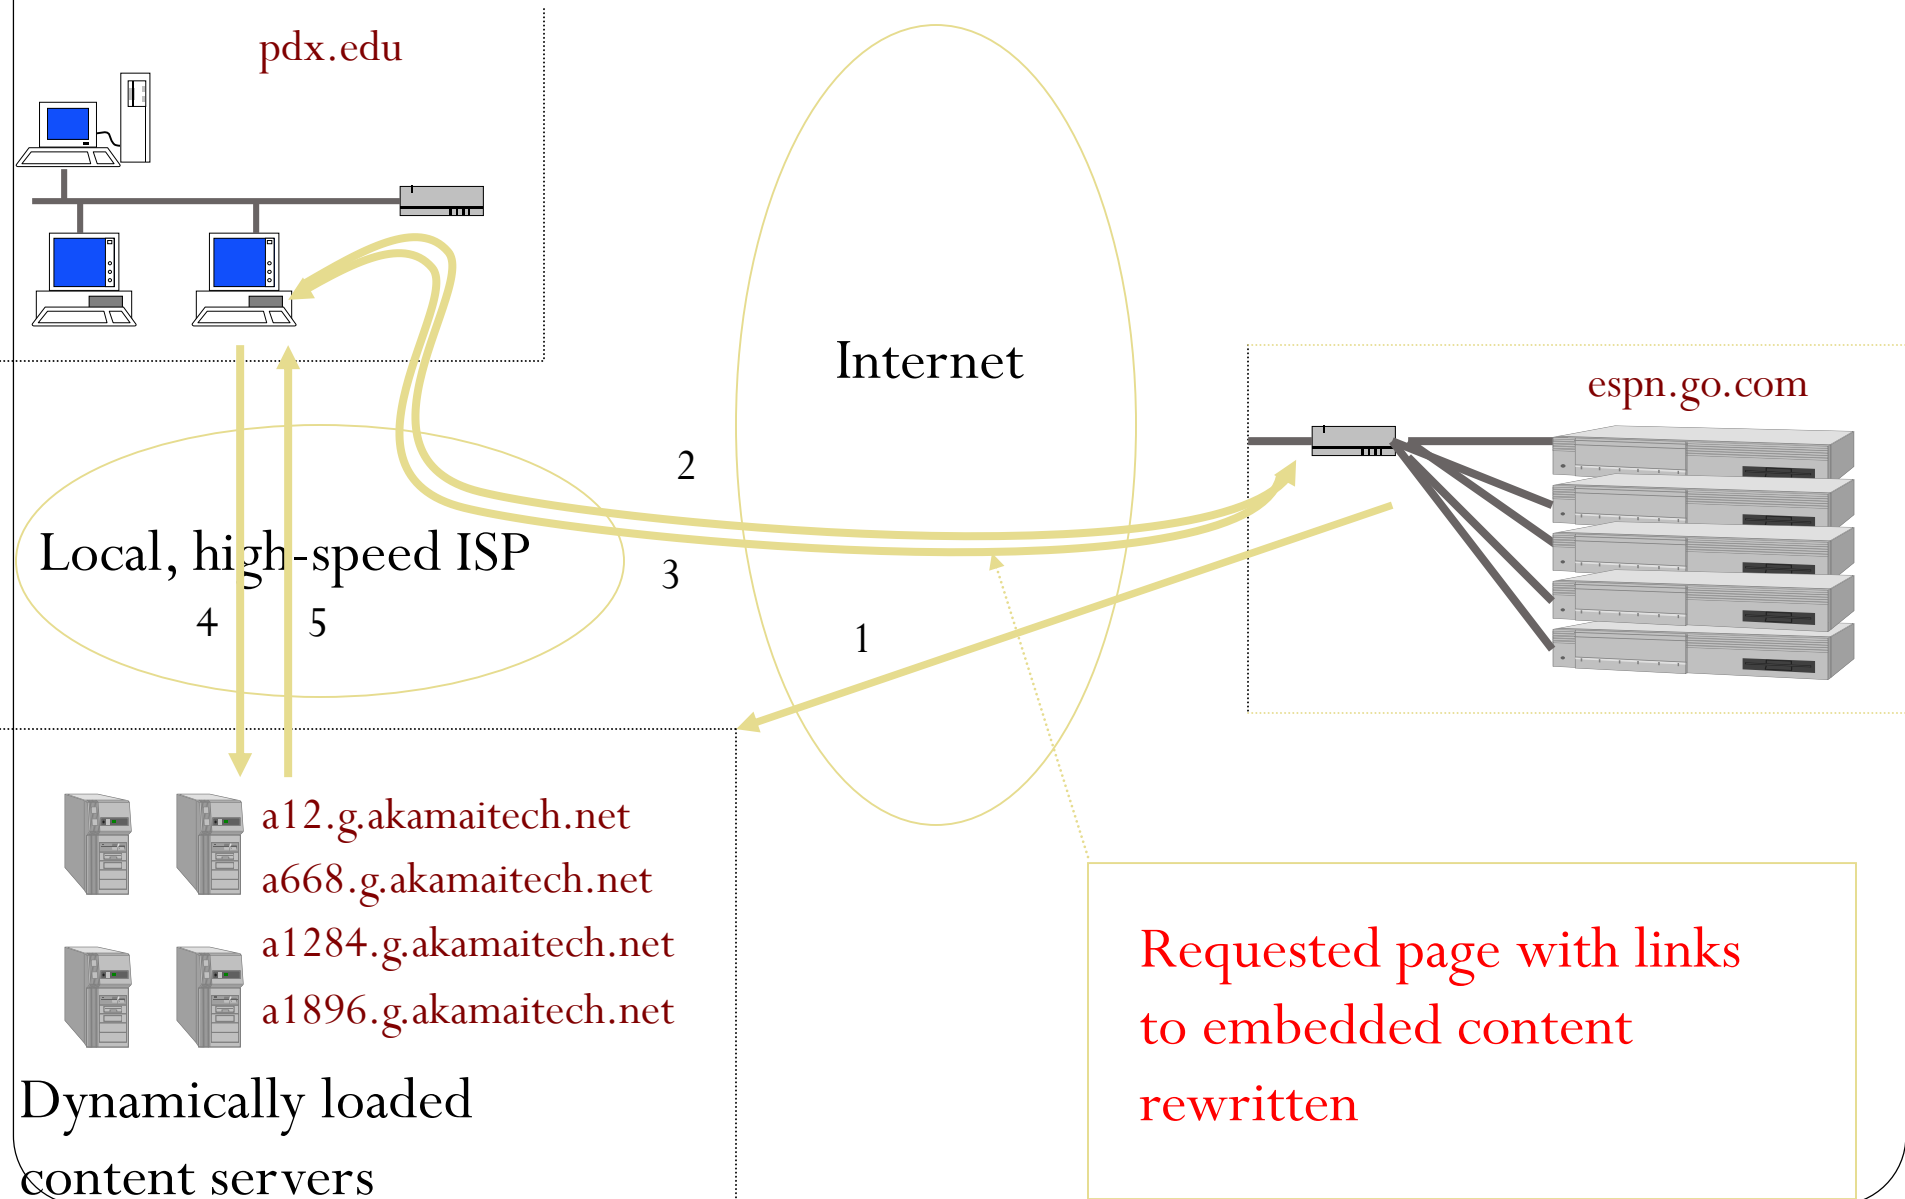 pdx.edu
Internet
espn.go.com
2
Local, high-speed ISP
3
4
5
1
a12.g.akamaitech.net
a668.g.akamaitech.net
a1284.g.akamaitech.net
a1896.g.akamaitech.net
Dynamically loaded
content servers
Requested page with links
to embedded content
rewritten